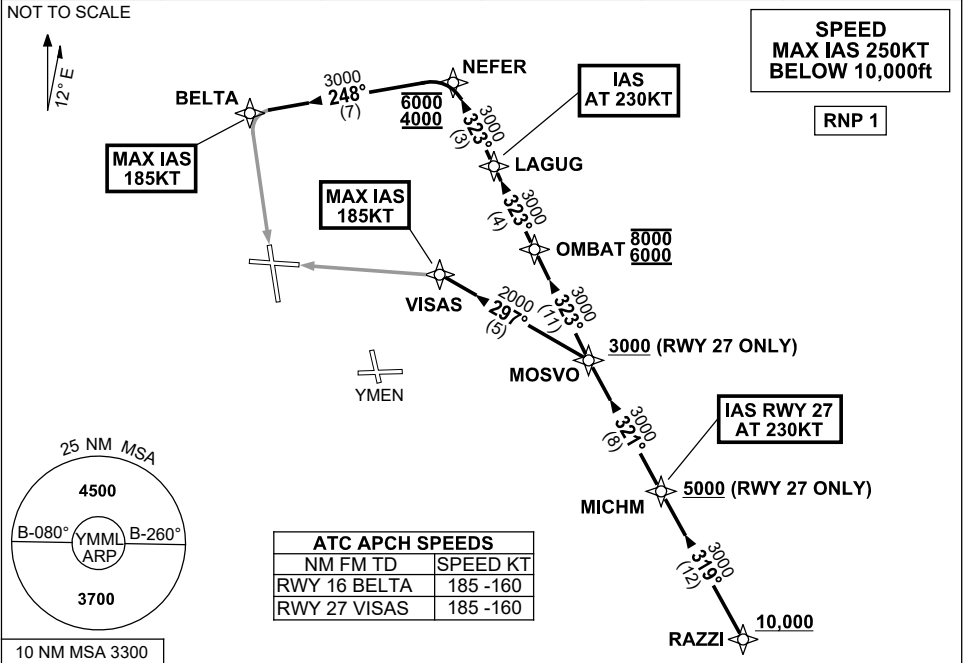 NOT TO SCALE
12° E
SPEED
MAX IAS 250KT
BELOW 10,000ft
RNP 1
NEFER
6000
4000
3000
248°
(7)
BELTA
MAX IAS
185KT
IAS
AT 230KT
3000
323°
(3)
LAGUG
MAX IAS
185KT
3000
323°
(4)
OMBAT
8000
6000
VISAS
2000
297°
(5)
3000
323°
(11)
3000 (RWY 27 ONLY)
MOSVO
YMEN
3000
321°
(8)
IAS RWY 27
AT 230KT
MICHM
5000 (RWY 27 ONLY)
3000
319°
(12)
RAZZI
10,000
25 NM MSA
4500
B-080°
YMML
ARP
B-260°
3700
10 NM MSA 3300
ATC APCH SPEEDS
NM FM TD SPEED KT
RWY 16 BELTA 185 -160
RWY 27 VISAS 185 -160